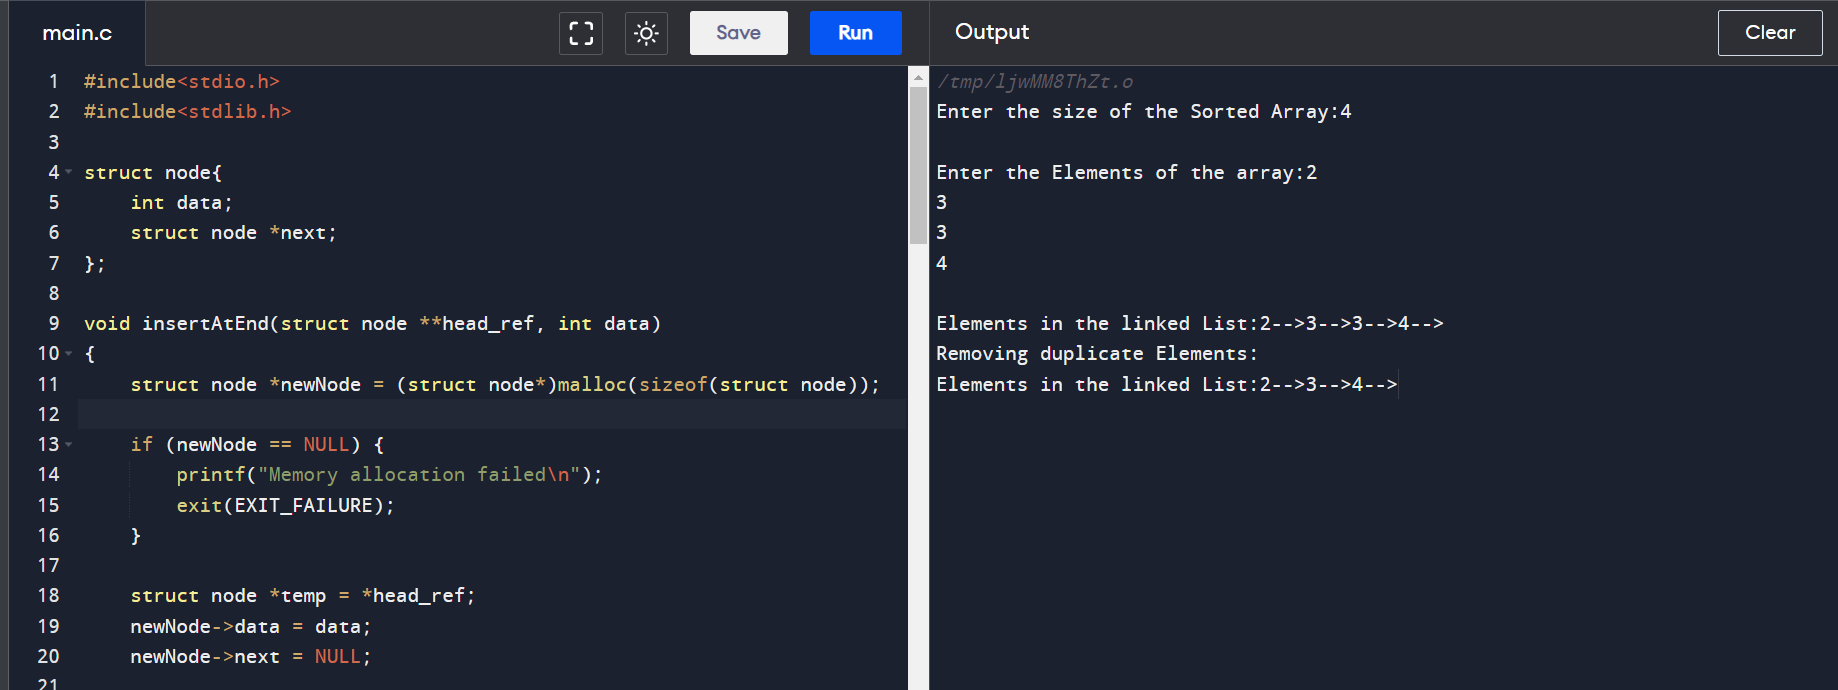 main.c
Save
Run
1 #include<stdio.h>
2 #include<stdlib.h>
3
4 struct node{
5     int data;
6     struct node *next;
7 };
8
9 void insertAtEnd(struct node **head_ref, int data)
10 {
11     struct node *newNode = (struct node*)malloc(sizeof(struct node));
12
13     if (newNode == NULL) {
14         printf("Memory allocation failed\n");
15         exit(EXIT_FAILURE);
16     }
17
18     struct node *temp = *head_ref;
19     newNode->data = data;
20     newNode->next = NULL;
21
Output
Clear
/tmp/ljwMM8ThZt.o
Enter the size of the Sorted Array:4
Enter the Elements of the array:2
3
3
4
Elements in the linked List:2-->3-->3-->4-->
Removing duplicate Elements:
Elements in the linked List:2-->3-->4-->